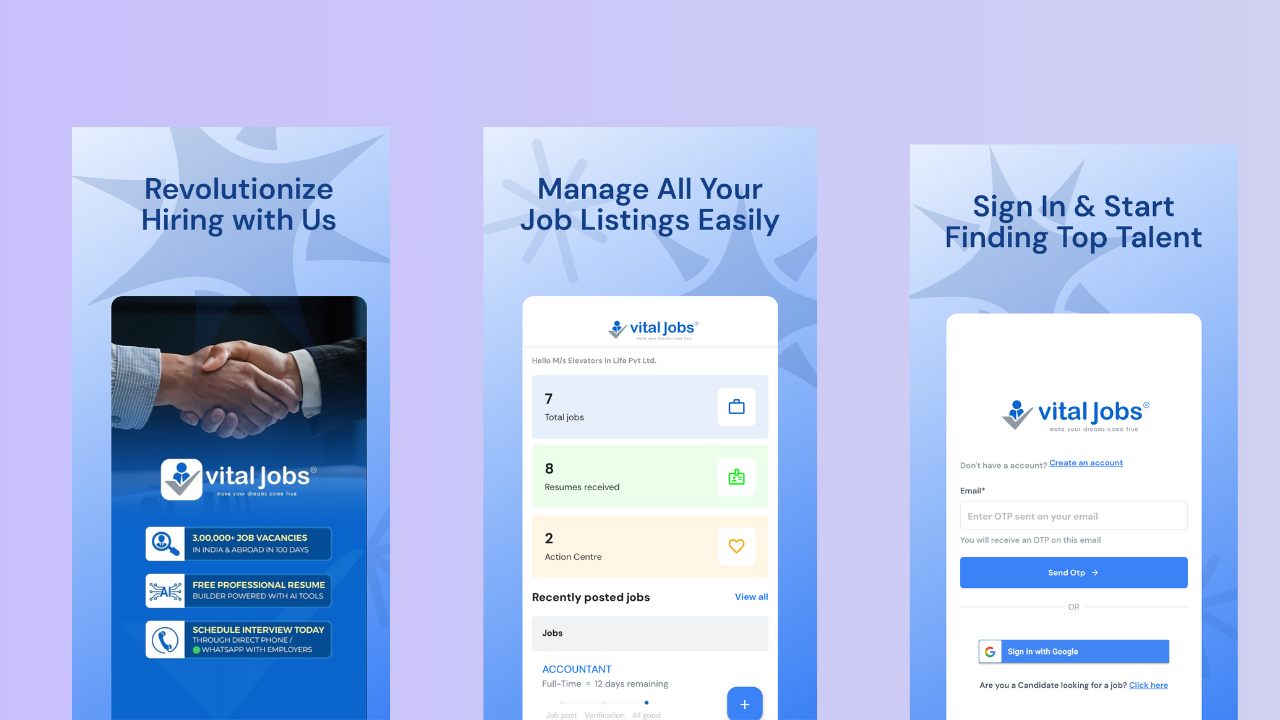 Revolutionize
Hiring with Us
vital Jobs®
make your dreams come true
3,00,000+ JOB VACANCIES
IN INDIA & ABROAD IN 100 DAYS
AI
FREE PROFESSIONAL RESUME
BUILDER POWERED WITH AI TOOLS
SCHEDULE INTERVIEW TODAY
THROUGH DIRECT PHONE /
WHATSAPP WITH EMPLOYERS
Manage All Your
Job Listings Easily
vital Jobs®
make your dreams come true
Hello M/s Elevators In Life Pvt Ltd.
7
Total jobs
8
Resumes received
2
Action Centre
Recently posted jobs View all
Jobs
ACCOUNTANT
Full-Time 12 days remaining
Job post Verification All good
+
Sign In & Start
Finding Top Talent
vital Jobs®
make your dreams come true
Don't have a account? Create an account
Email*
Enter OTP sent on your email
You will receive an OTP on this email
Send Otp →
OR
G Sign in with Google
Are you a Candidate looking for a job? Click here